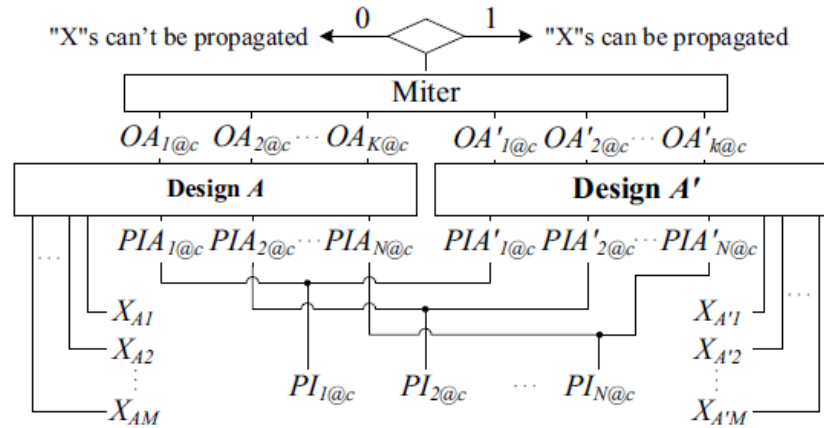 0 1
"X"s can't be propagated "X"s can be propagated
Miter
OA1@c OA2@c ··· OAK@c OA'1@c OA'2@c ··· OA'k@c
Design A Design A'
PIA1@c PIA2@c ··· PIAN@c PIA'1@c PIA'2@c ··· PIA'N@c
... ...
XA1 XA'1
XA2 XA'2
⋮ ⋮
PI1@c PI2@c ... PIN@c
XAM XA'M